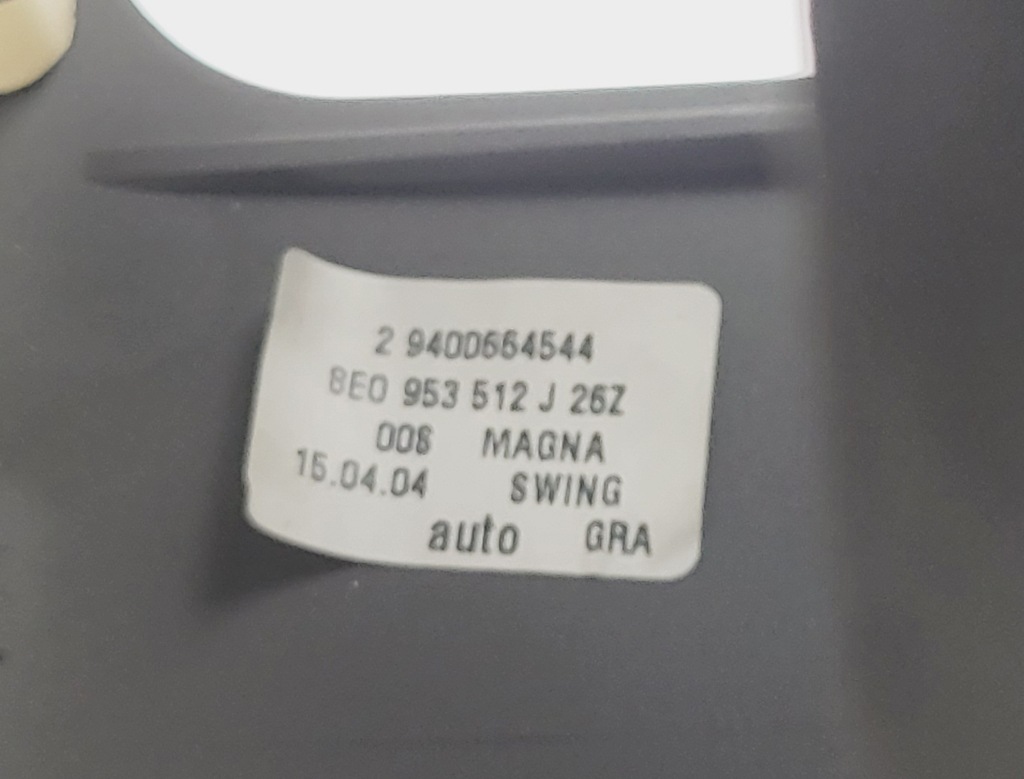 2 9400664544
8E0 953 512 J 26Z
008 MAGNA
15.04.04 SWING
auto GRA